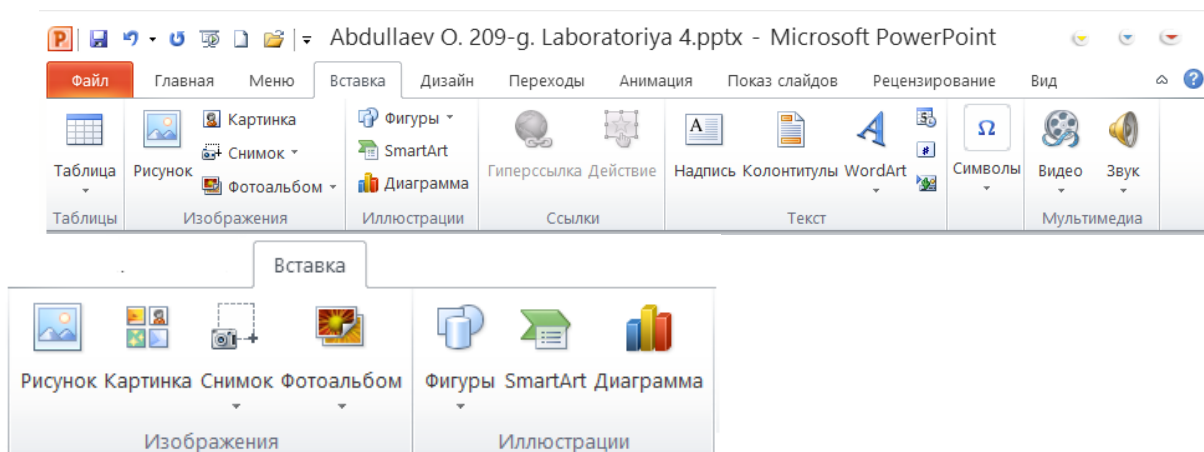 Abdullaev O. 209-g. Laboratoriya 4.pptx - Microsoft PowerPoint
Файл Главная Меню Вставка Дизайн Переходы Анимация Показ слайдов Рецензирование Вид
Таблица
Рисунок
Картинка
Снимок
Фотоальбом
Фигуры
SmartArt
Диаграмма
Гиперссылка Действие
Надпись Колонтитулы WordArt
Символы
Видео Звук
Таблицы Изображения Иллюстрации Ссылки Текст Мультимедиа
Вставка
Рисунок Картинка Снимок Фотоальбом Фигуры SmartArt Диаграмма
Изображения Иллюстрации